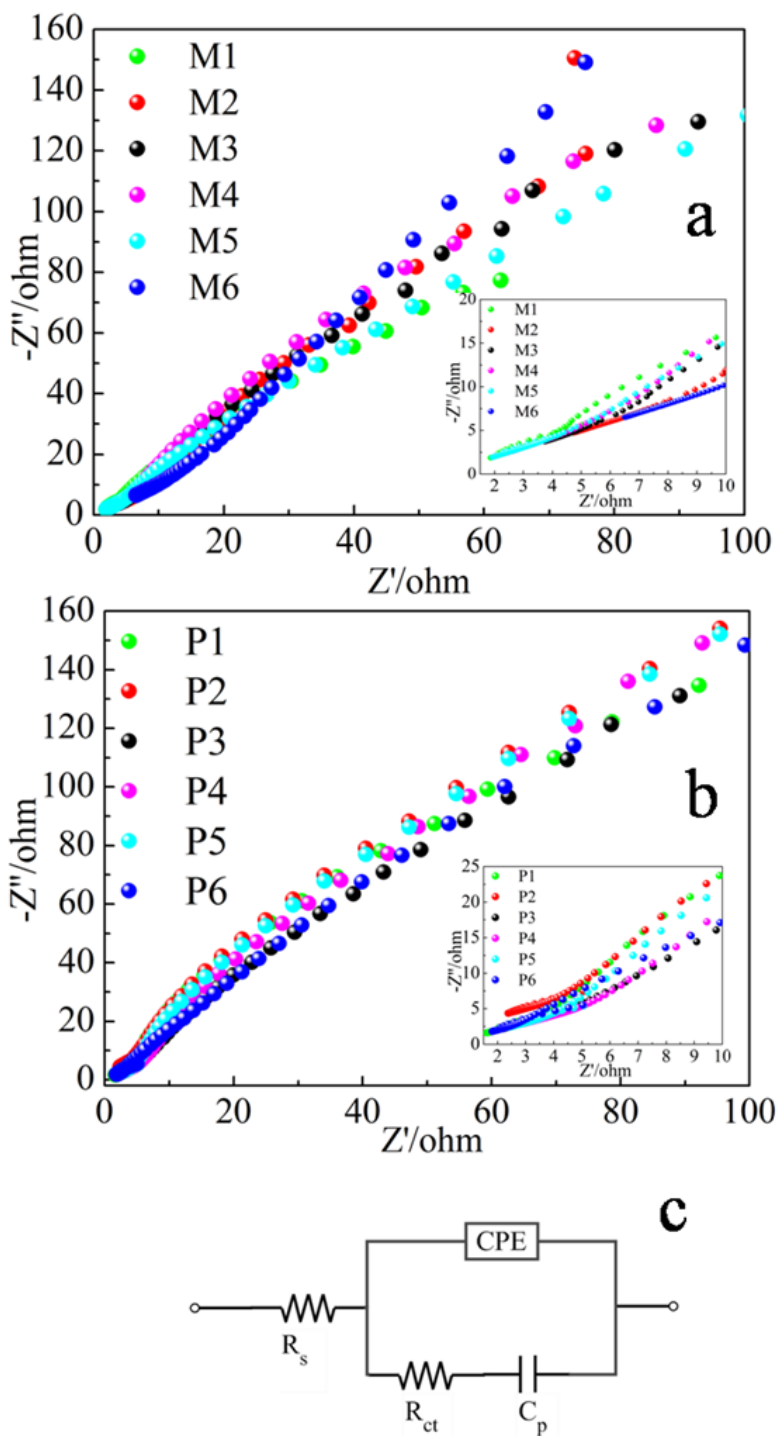 160
140
120
100
80
60
40
20
0
-Z''/ohm
M1
M2
M3
M4
M5
M6
a
20
15
10
5
0
-Z''/ohm
M1
M2
M3
M4
M5
M6
2 3 4 5 6 7 8 9 10
Z'/ohm
0 20 40 60 80 100
Z'/ohm
160
140
120
100
80
60
40
20
0
-Z''/ohm
P1
P2
P3
P4
P5
P6
b
25
20
15
10
5
0
-Z''/ohm
P1
P2
P3
P4
P5
P6
2 3 4 5 6 7 8 9 10
Z'/ohm
0 20 40 60 80 100
Z'/ohm
c
CPE
Rs
Rct
Cp